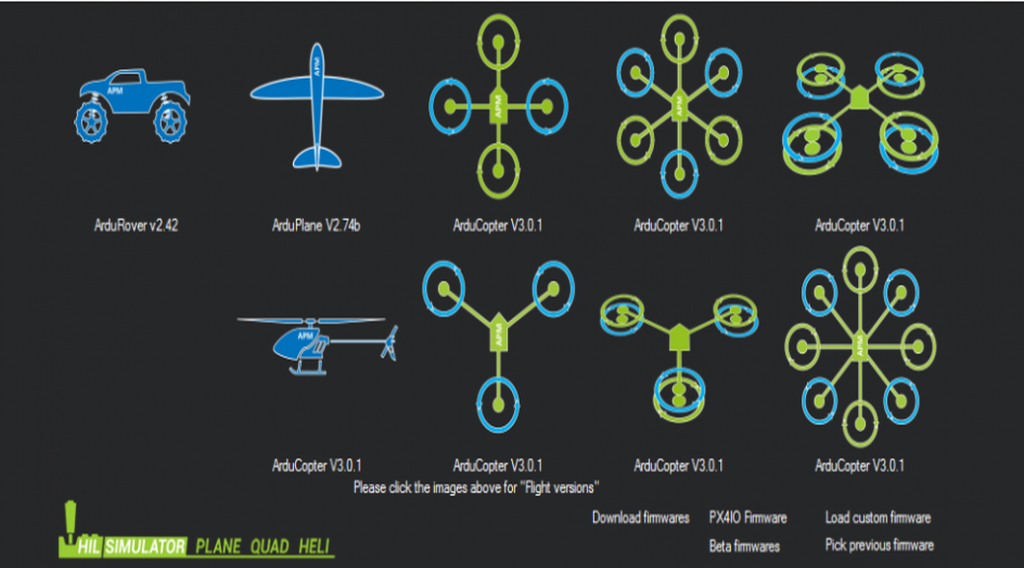 APM
APM
APM
APM
ArduRover v2.42
ArduPlane V2.74b
ArduCopter V3.0.1
ArduCopter V3.0.1
ArduCopter V3.0.1
APM
APM
APM
ArduCopter V3.0.1
ArduCopter V3.0.1
ArduCopter V3.0.1
ArduCopter V3.0.1
Please click the images above for "Flight versions"
Download firmwares
PX4IO Firmware
Load custom firmware
Beta firmwares
Pick previous firmware
HIL SIMULATOR PLANE QUAD HELI